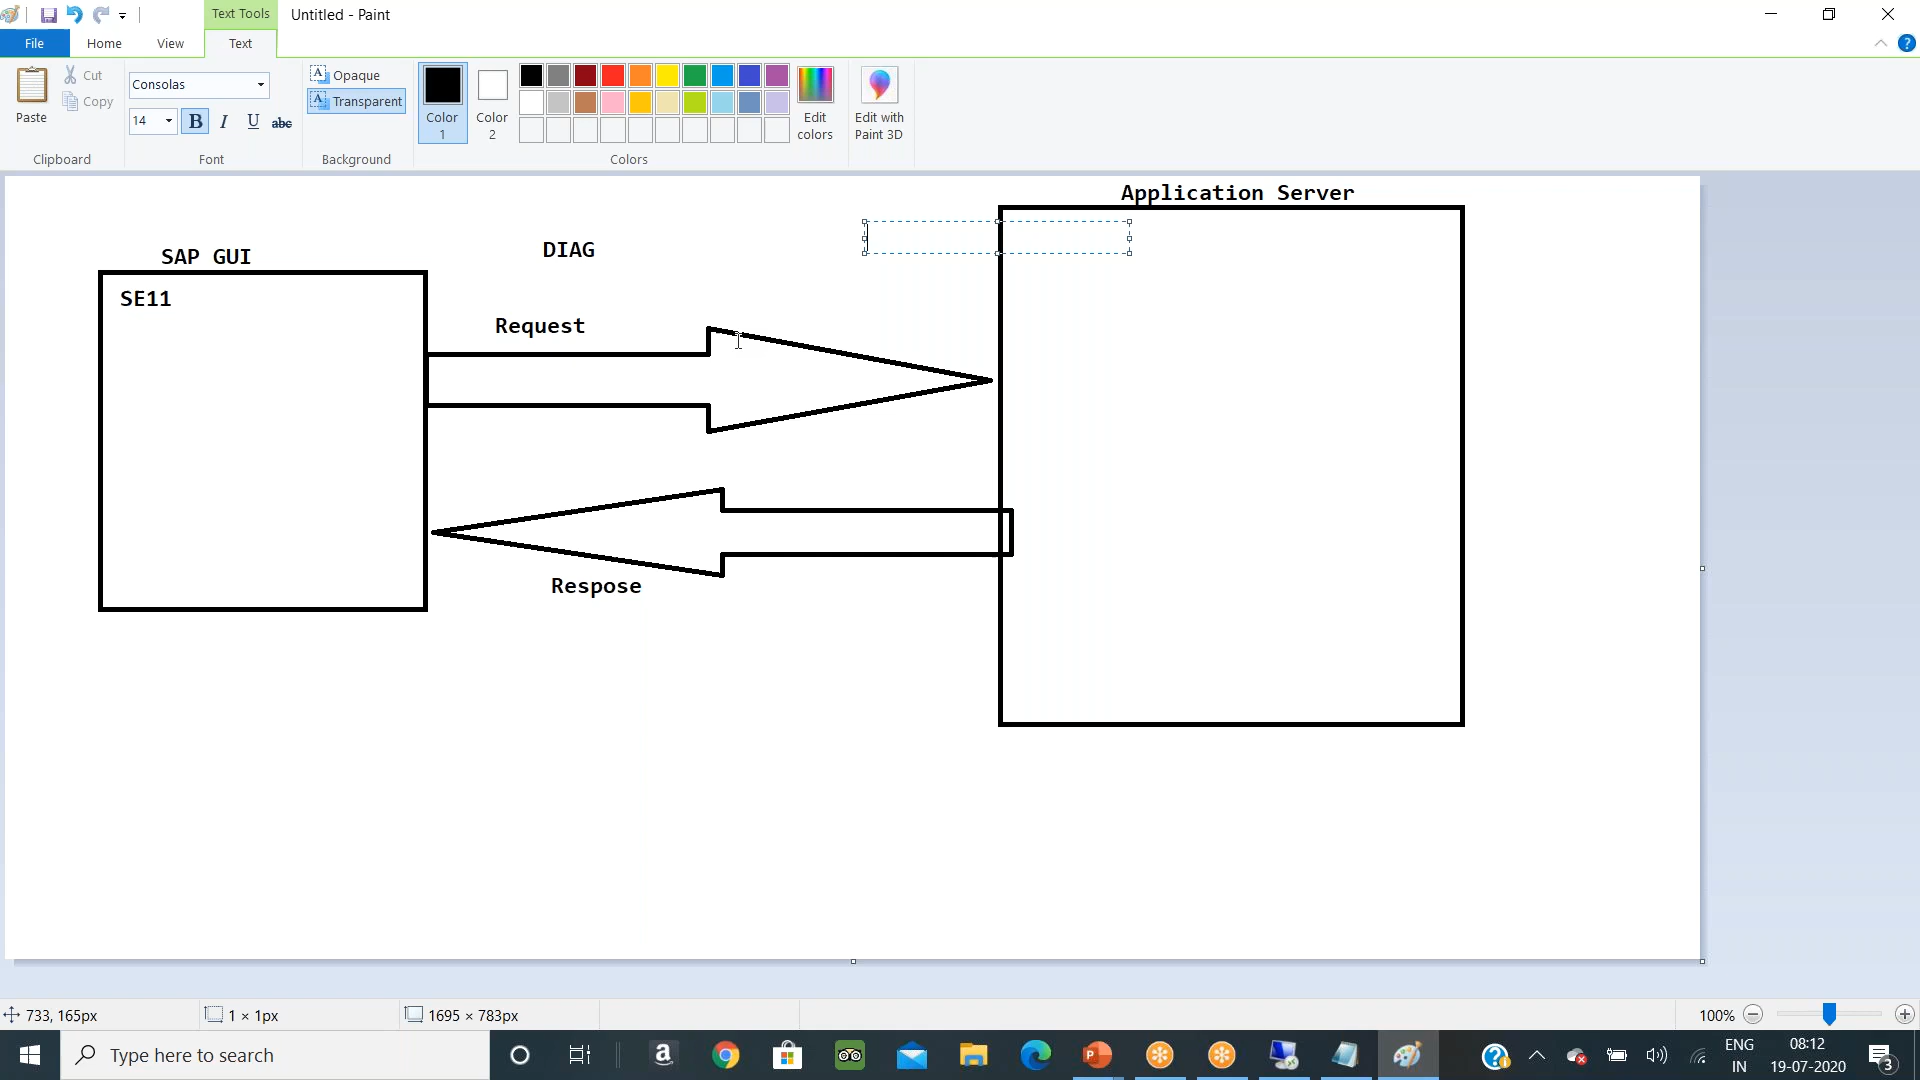 Text Tools
Untitled - Paint
File
Home
View
Text
Paste
Cut
Copy
Clipboard
Consolas
14
B I U abc
Font
Opaque
Transparent
Background
Color 1
Color 2
Colors
Edit colors
Edit with Paint 3D
Application Server
SAP GUI
DIAG
SE11
Request
Respose
733, 165px
1 × 1px
1695 × 783px
100%
Type here to search
ENG
IN
08:12
19-07-2020
3